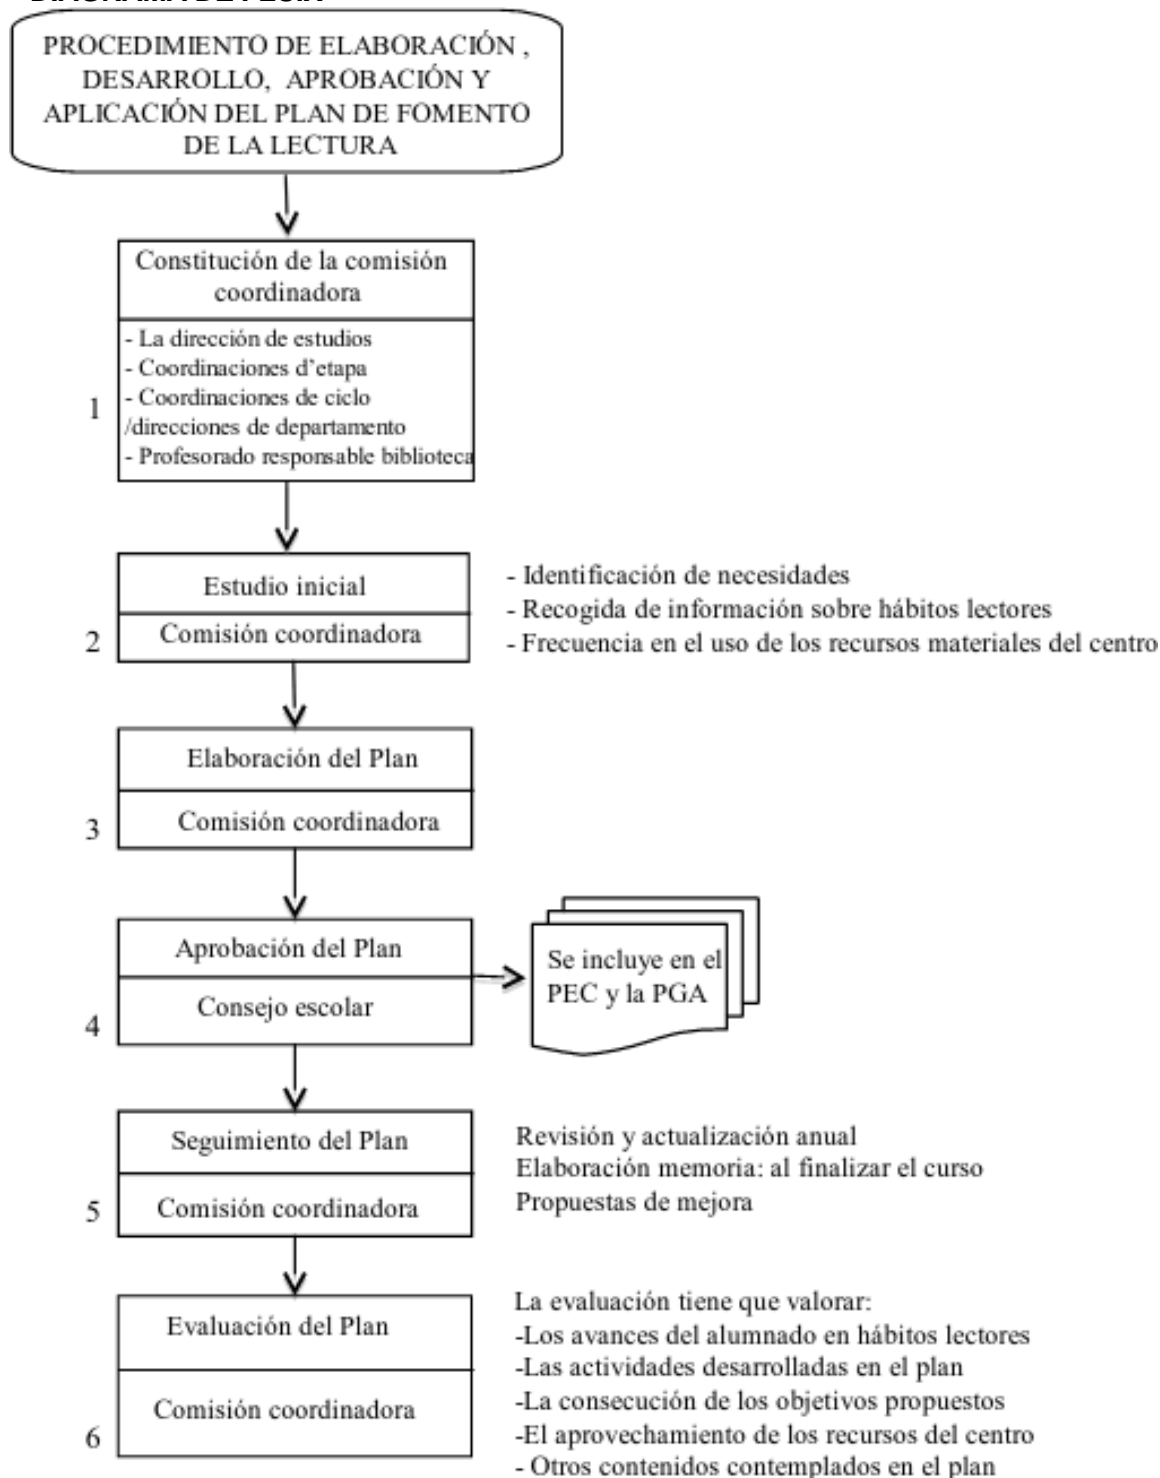 PROCEDIMIENTO DE ELABORACIÓN ,
DESARROLLO, APROBACIÓN Y
APLICACIÓN DEL PLAN DE FOMENTO
DE LA LECTURA
Constitución de la comisión
coordinadora
- La dirección de estudios
- Coordinaciones d'etapa
- Coordinaciones de ciclo
/direcciones de departamento
- Profesorado responsable biblioteca
1
Estudio inicial
Comisión coordinadora
2
- Identificación de necesidades
- Recogida de información sobre hábitos lectores
- Frecuencia en el uso de los recursos materiales del centro
Elaboración del Plan
Comisión coordinadora
3
Aprobación del Plan
Consejo escolar
4
Se incluye en el
PEC y la PGA
Seguimiento del Plan
Comisión coordinadora
5
Revisión y actualización anual
Elaboración memoria: al finalizar el curso
Propuestas de mejora
Evaluación del Plan
Comisión coordinadora
6
La evaluación tiene que valorar:
-Los avances del alumnado en hábitos lectores
-Las actividades desarrolladas en el plan
-La consecución de los objetivos propuestos
-El aprovechamiento de los recursos del centro
- Otros contenidos contemplados en el plan